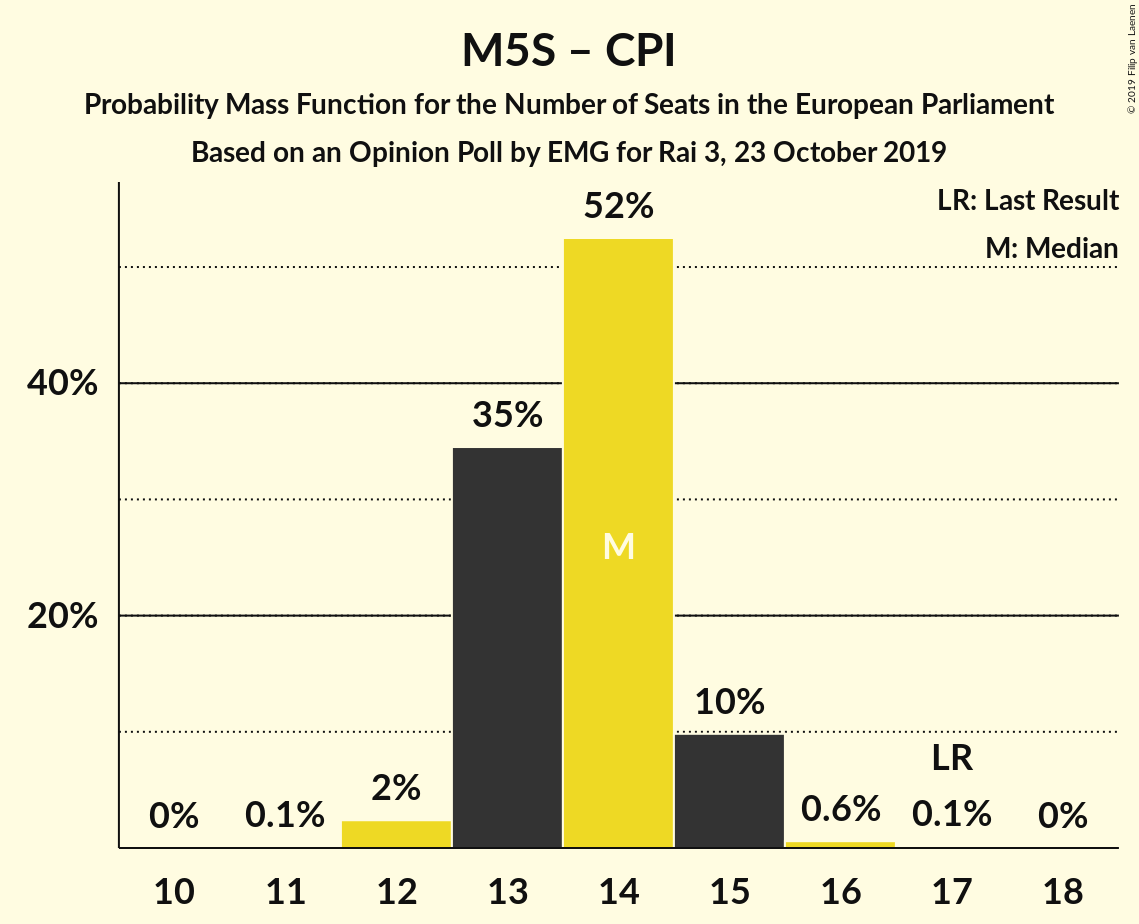 M5S – CPI
Probability Mass Function for the Number of Seats in the European Parliament
Based on an Opinion Poll by EMG for Rai 3, 23 October 2019
© 2019 Filip van Laenen
LR: Last Result
M: Median
52%
40%
35%
M
20%
10%
LR
2%
0%
0.1%
0.6%
0.1%
0%
10 11 12 13 14 15 16 17 18